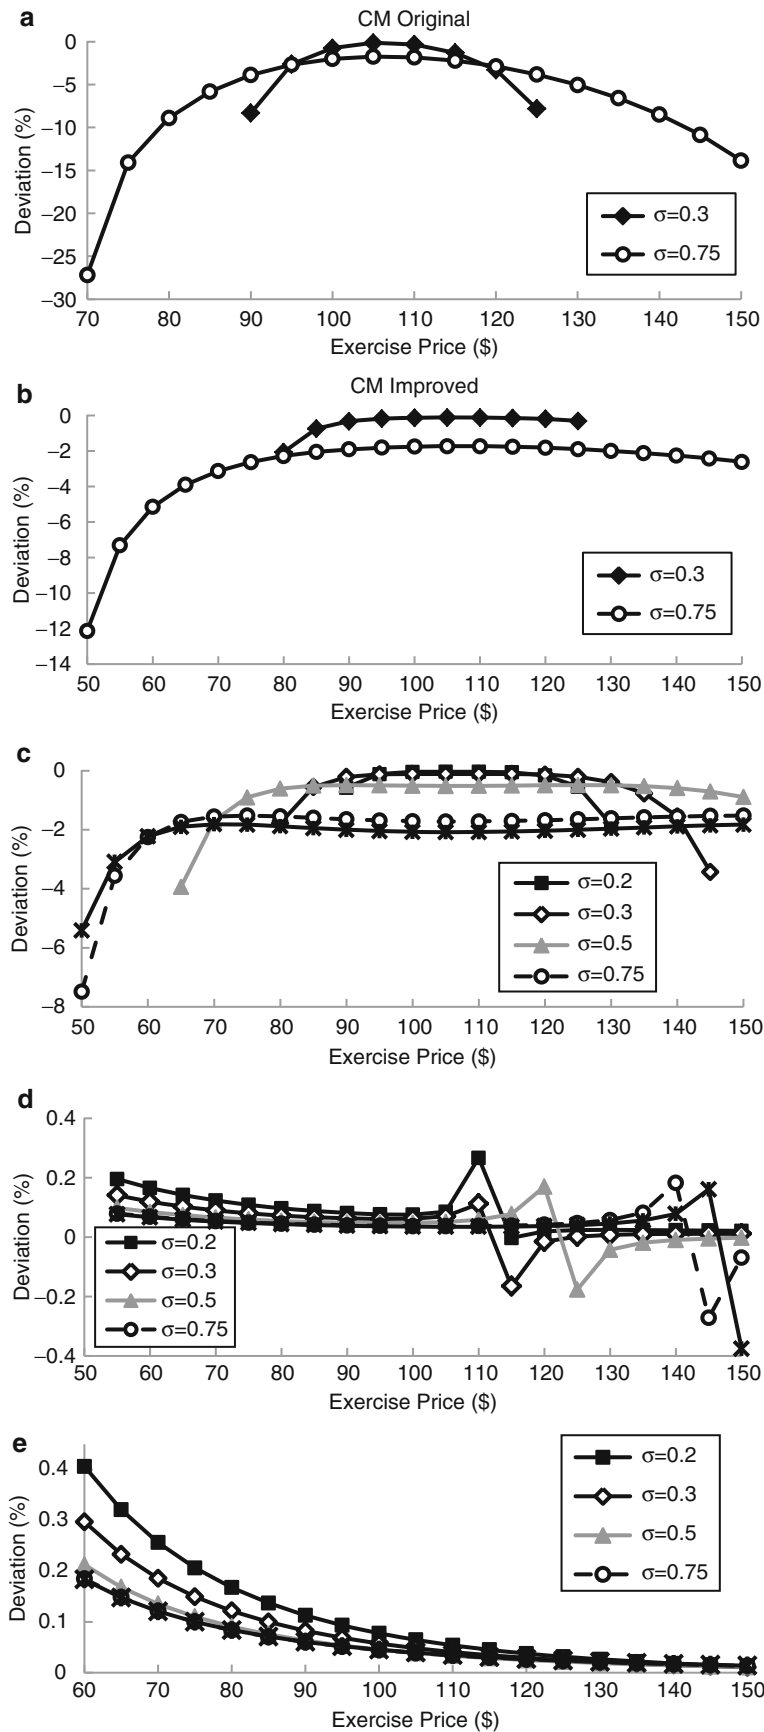 a
CM Original
0
−5
−10
−15
−20
−25
−30
Deviation (%)
σ=0.3
σ=0.75
70 80 90 100 110 120 130 140 150
Exercise Price ($)
b
CM Improved
0
−2
−4
−6
−8
−10
−12
−14
Deviation (%)
σ=0.3
σ=0.75
50 60 70 80 90 100 110 120 130 140 150
Exercise Price ($)
c
0
−2
−4
−6
−8
Deviation (%)
σ=0.2
σ=0.3
σ=0.5
σ=0.75
50 60 70 80 90 100 110 120 130 140 150
Exercise Price ($)
d
0.4
0.2
0
−0.2
−0.4
Deviation (%)
σ=0.2
σ=0.3
σ=0.5
σ=0.75
50 60 70 80 90 100 110 120 130 140 150
Exercise Price ($)
e
0.4
0.3
0.2
0.1
0
Deviation (%)
σ=0.2
σ=0.3
σ=0.5
σ=0.75
60 70 80 90 100 110 120 130 140 150
Exercise Price ($)